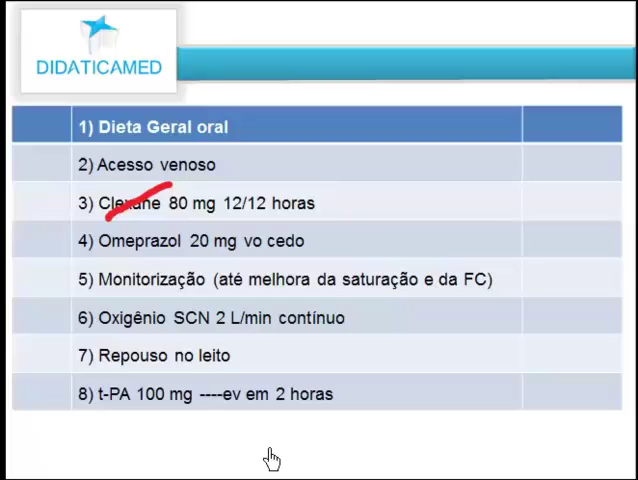 DIDATICAMED
1) Dieta Geral oral
2) Acesso venoso
3) Clexane 80 mg 12/12 horas
4) Omeprazol 20 mg vo cedo
5) Monitorização (até melhora da saturação e da FC)
6) Oxigênio SCN 2 L/min contínuo
7) Repouso no leito
8) t-PA 100 mg ----ev em 2 horas